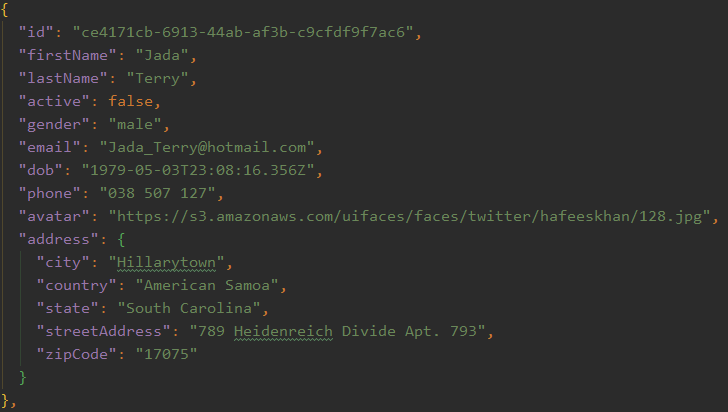 {
"id": "ce4171cb-6913-44ab-af3b-c9cfdf9f7ac6",
"firstName": "Jada",
"lastName": "Terry",
"active": false,
"gender": "male",
"email": "Jada_Terry@hotmail.com",
"dob": "1979-05-03T23:08:16.356Z",
"phone": "038 507 127",
"avatar": "https://s3.amazonaws.com/uifaces/faces/twitter/hafeeskhan/128.jpg",
"address": {
"city": "Hillarytown",
"country": "American Samoa",
"state": "South Carolina",
"streetAddress": "789 Heidenreich Divide Apt. 793",
"zipCode": "17075"
}
},